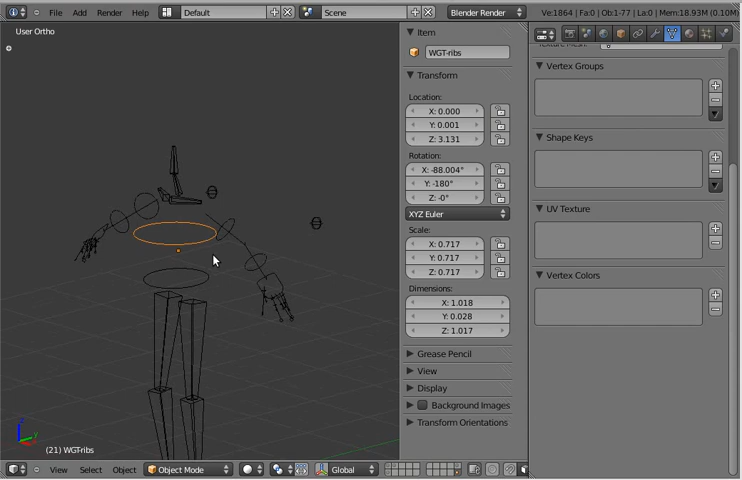 File Add Render Help Default Scene Blender Render Ve:1864 | Fa:0 | Ob:1-77 | La:0 | Mem:18.93M (0.10M)
User Ortho
Item
WGT-ribs
Transform
Location:
X: 0.000
Y: 0.001
Z: 3.131
Rotation:
X: -88.004°
Y: -180°
Z: -0°
XYZ Euler
Scale:
X: 0.717
Y: 0.717
Z: 0.717
Dimensions:
X: 1.018
Y: 0.028
Z: 1.017
Grease Pencil
View
Display
Background Images
Transform Orientations
Texture Mesh:
Vertex Groups
Shape Keys
UV Texture
Vertex Colors
Z
Y
(21) WGT-ribs
View Select Object Object Mode Global